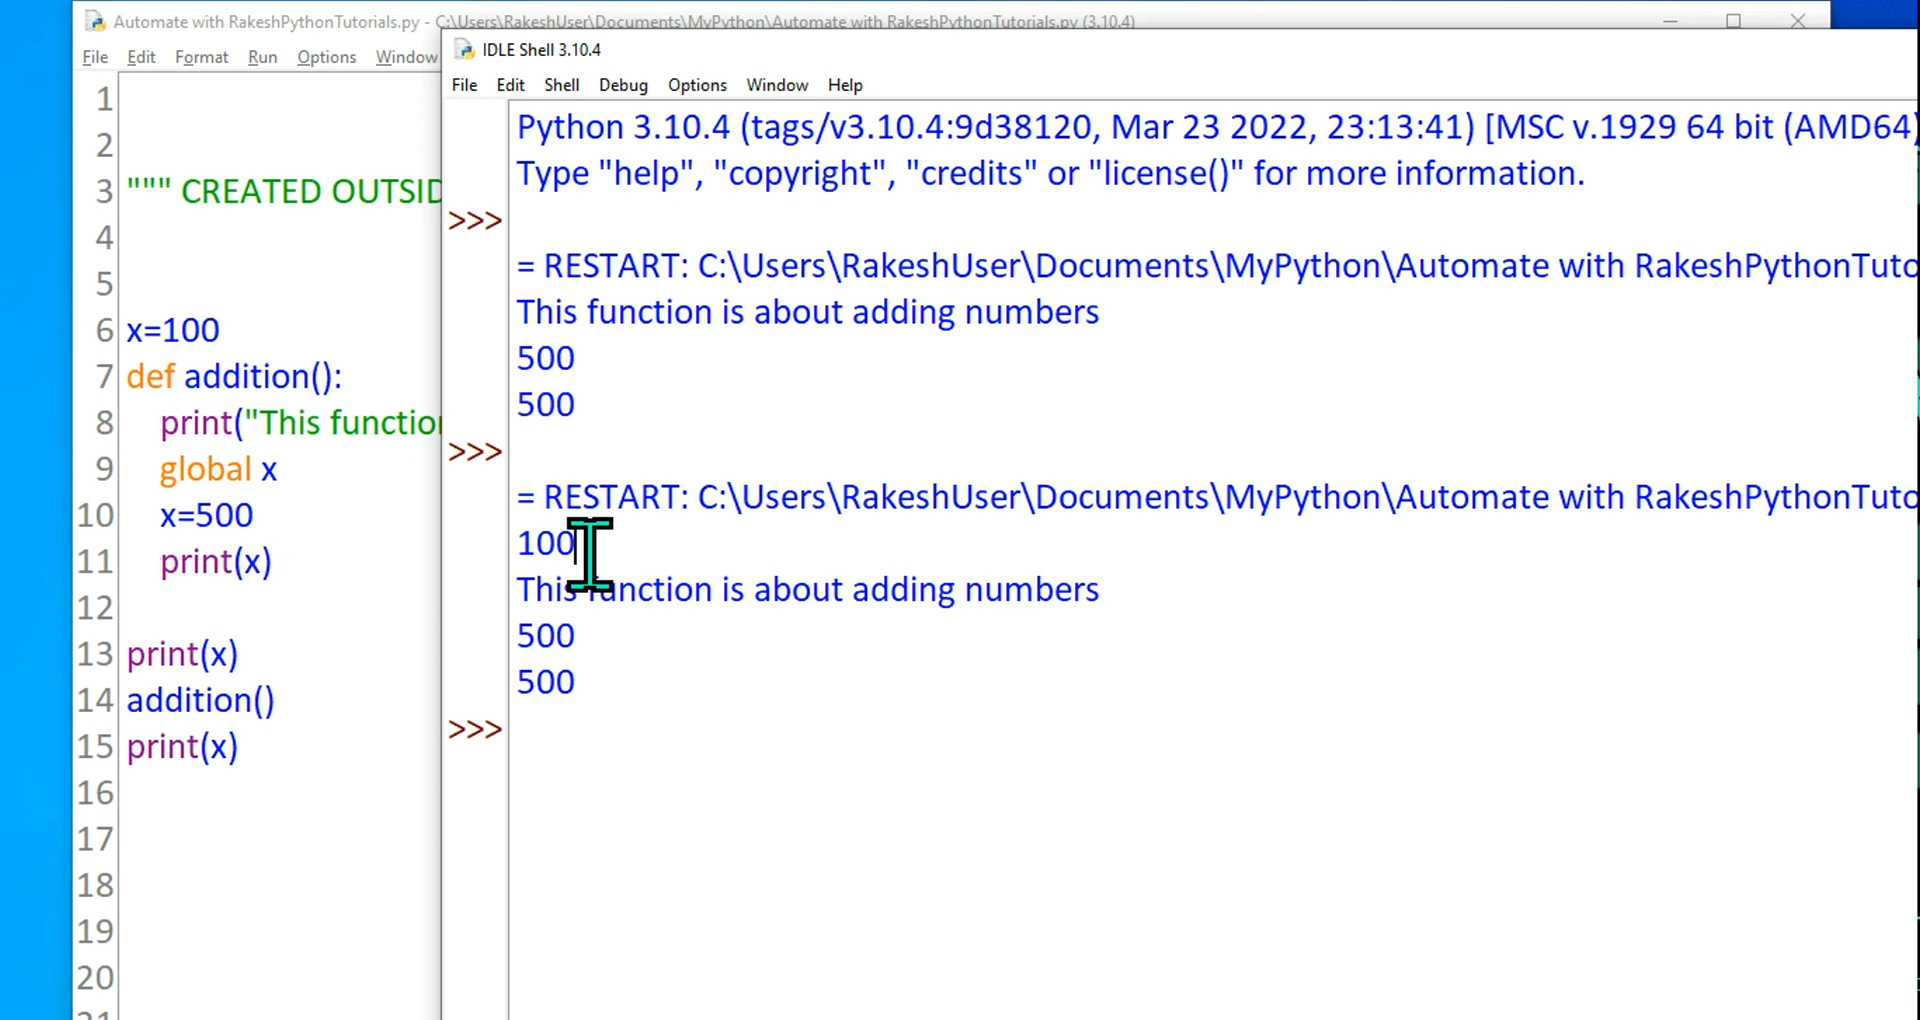 Automate with RakeshPythonTutorials.py - C:\Users\RakeshUser\Documents\MyPython\Automate with RakeshPythonTutorials.py (3.10.4)
File Edit Format Run Options Window
1
2
3 """ CREATED OUTSID
4
5
6 x=100
7 def addition():
8 print("This function
9 global x
10 x=500
11 print(x)
12
13 print(x)
14 addition()
15 print(x)
16
17
18
19
20
21
IDLE Shell 3.10.4
File Edit Shell Debug Options Window Help
Python 3.10.4 (tags/v3.10.4:9d38120, Mar 23 2022, 23:13:41) [MSC v.1929 64 bit (AMD64)
Type "help", "copyright", "credits" or "license()" for more information.
>>>
= RESTART: C:\Users\RakeshUser\Documents\MyPython\Automate with RakeshPythonTuto
This function is about adding numbers
500
500
>>>
= RESTART: C:\Users\RakeshUser\Documents\MyPython\Automate with RakeshPythonTuto
100
This function is about adding numbers
500
500
>>>